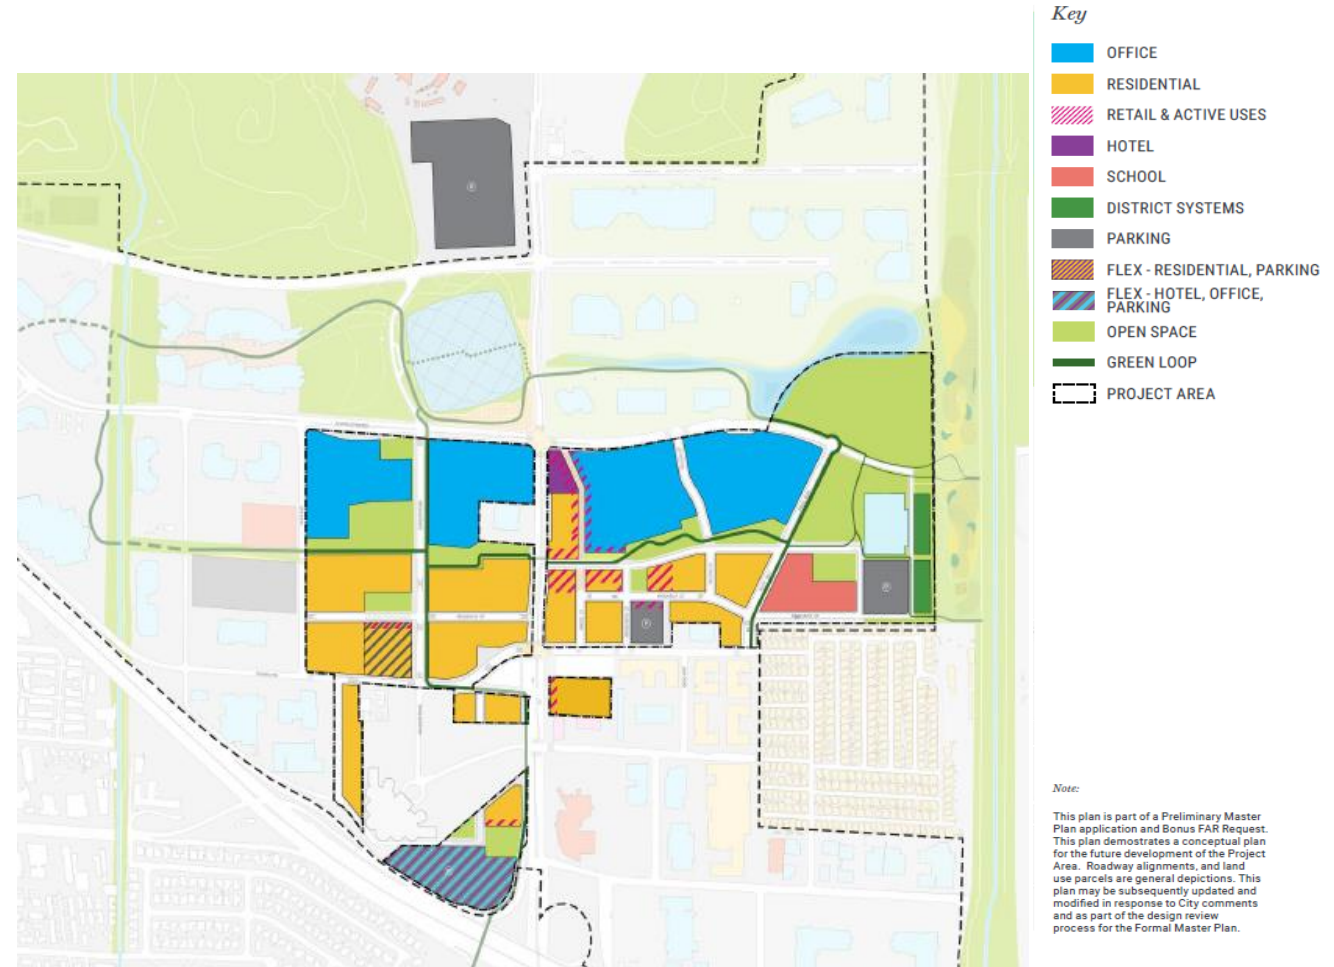 Key
OFFICE
RESIDENTIAL
RETAIL & ACTIVE USES
HOTEL
SCHOOL
DISTRICT SYSTEMS
PARKING
FLEX - RESIDENTIAL, PARKING
FLEX - HOTEL, OFFICE,
PARKING
OPEN SPACE
GREEN LOOP
PROJECT AREA
P
P
P
P
Note:
This plan is part of a Preliminary Master
Plan application and Bonus FAR Request.
This plan demostrates a conceptual plan
for the future development of the Project
Area. Roadway alignments, and land
use parcels are general depictions. This
plan may be subsequently updated and
modified in response to City comments
and as part of the design review
process for the Formal Master Plan.